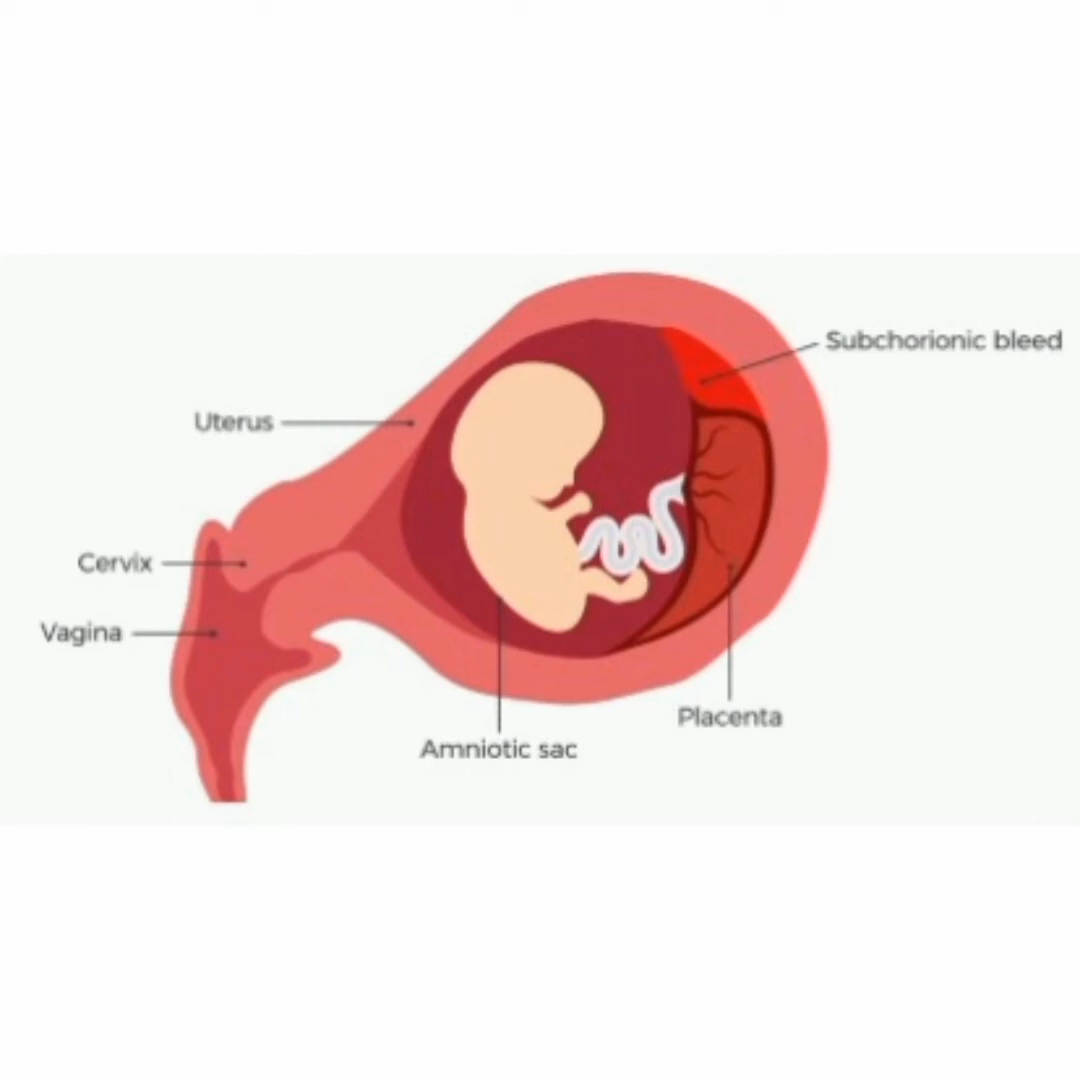 Subchorionic bleed
Uterus
Cervix
Vagina
Placenta
Amniotic sac